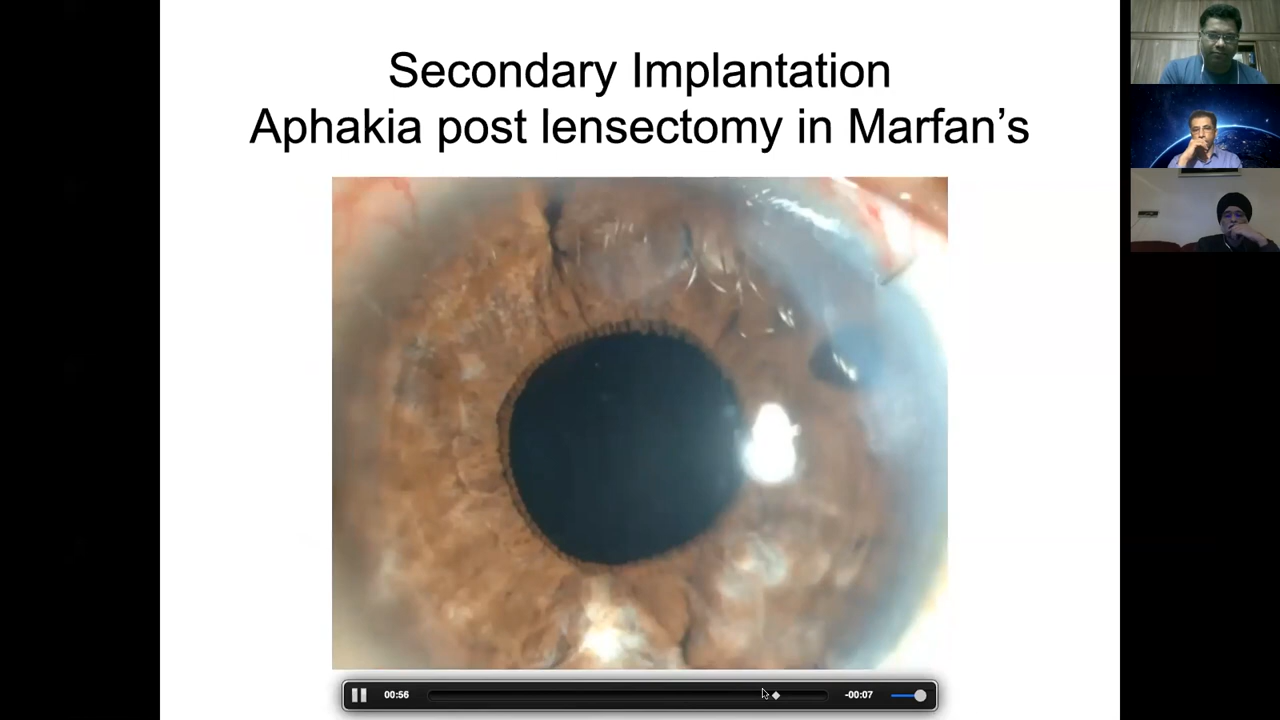 Secondary Implantation
Aphakia post lensectomy in Marfan’s
00:56
-00:07